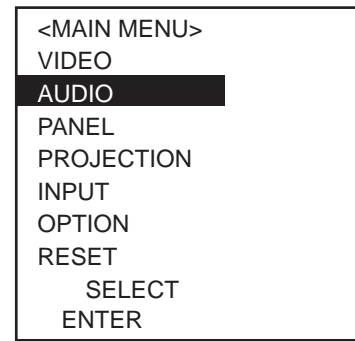 <MAIN MENU>
VIDEO
AUDIO
PANEL
PROJECTION
INPUT
OPTION
RESET
SELECT
ENTER